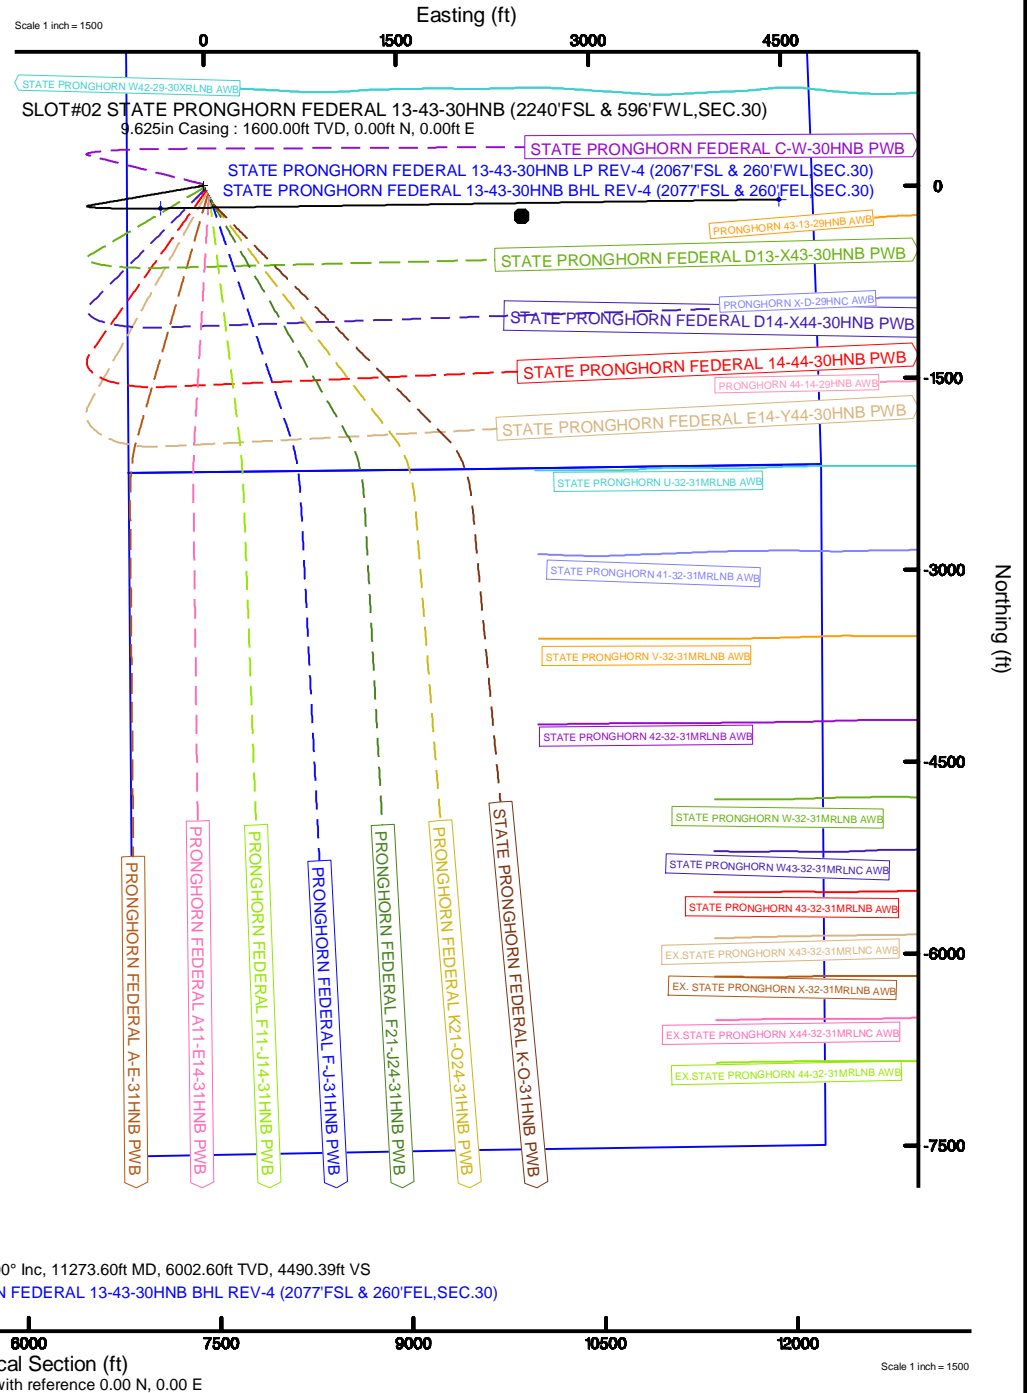 Easting (ft)
Scale 1 inch = 1500
0 1500 3000 4500
STATE PRONGHORN W42-29-30XRLNB AWB
SLOT#02 STATE PRONGHORN FEDERAL 13-43-30HNB (2240'FSL & 596'FWL,SEC.30)
9.625in Casing : 1600.00ft TVD, 0.00ft N, 0.00ft E
STATE PRONGHORN FEDERAL C-W-30HNB PWB
STATE PRONGHORN FEDERAL 13-43-30HNB LP REV-4 (2067'FSL & 260'FWL,SEC.30)
STATE PRONGHORN FEDERAL 13-43-30HNB BHL REV-4 (2077'FSL & 260'FEL,SEC.30)
0
PRONGHORN 43-13-29HNB AWB
STATE PRONGHORN FEDERAL D13-X43-30HNB PWB
PRONGHORN X-D-29HNC AWB
STATE PRONGHORN FEDERAL D14-X44-30HNB PWB
STATE PRONGHORN FEDERAL 14-44-30HNB PWB
-1500
PRONGHORN 44-14-29HNB AWB
STATE PRONGHORN FEDERAL E14-Y44-30HNB PWB
STATE PRONGHORN U-32-31MRLNB AWB
-3000
STATE PRONGHORN 41-32-31MRLNB AWB
Northing (ft)
STATE PRONGHORN V-32-31MRLNB AWB
STATE PRONGHORN 42-32-31MRLNB AWB
-4500
STATE PRONGHORN W-32-31MRLNB AWB
STATE PRONGHORN W43-32-31MRLNC AWB
STATE PRONGHORN 43-32-31MRLNB AWB
EX.STATE PRONGHORN X43-32-31MRLNC AWB
-6000
EX. STATE PRONGHORN X-32-31MRLNB AWB
EX.STATE PRONGHORN X44-32-31MRLNC AWB
EX.STATE PRONGHORN 44-32-31MRLNB AWB
-7500
PRONGHORN FEDERAL A-E-31HNB PWB
PRONGHORN FEDERAL A11-E14-31HNB PWB
PRONGHORN FEDERAL F11-J14-31HNB PWB
PRONGHORN FEDERAL F-J-31HNB PWB
PRONGHORN FEDERAL F21-J24-31HNB PWB
PRONGHORN FEDERAL K21-O24-31HNB PWB
STATE PRONGHORN FEDERAL K-O-31HNB PWB
0° Inc, 11273.60ft MD, 6002.60ft TVD, 4490.39ft VS
N FEDERAL 13-43-30HNB BHL REV-4 (2077'FSL & 260'FEL,SEC.30)
6000 7500 9000 10500 12000
cal Section (ft)
Scale 1 inch = 1500
with reference 0.00 N, 0.00 E